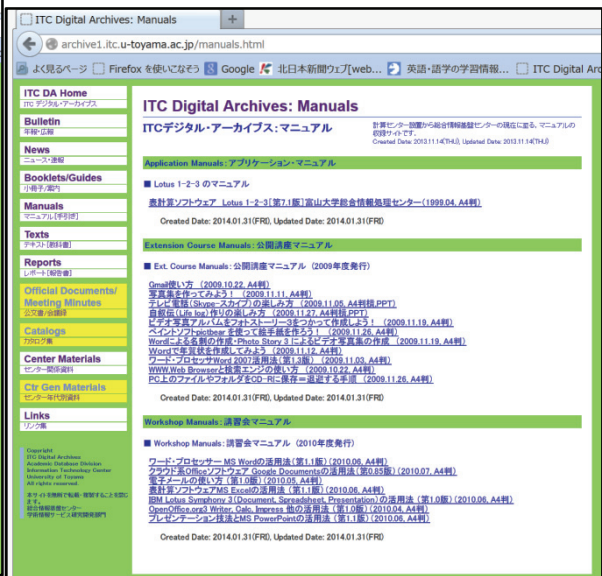 ITC Digital Archives: Manuals
archive1.itc.u-toyama.ac.jp/manuals.html
よく見るページ Firefox を使いこなそう Google 北日本新聞ウェブ[web... 英語・語学の学習情報... ITC Digital Arc
ITC DA Home
ITC デジタル・アーカイブス
Bulletin
年報・広報
News
ニュース・速報
Booklets/Guides
小冊子/案内
Manuals
マニュアル[手引き]
Texts
テキスト[教科書]
Reports
レポート[報告書]
Official Documents/
Meeting Minutes
公文書/会議録
Catalogs
カタログ集
Center Materials
センター関係資料
Ctr Gen Materials
センター年代別資料
Links
リンク集
Copyright
ITC Digital Archives
Academic Database Division
Information Technology Center
University of Toyama
All rights reserved.
本サイトを無断で転載・複製することを禁じ
ます。
総合情報基盤センター
学術情報サービス研究開発部門
ITC Digital Archives: Manuals
ITCデジタル・アーカイブス：マニュアル
計算センター設置から総合情報基盤センターの現在に至る、マニュアルの
収録サイトです。
Created Date: 2013.11.14(THU), Updated Date: 2013.11.14(THU)
Application Manuals：アプリケーション・マニュアル
■ Lotus 1-2-3 のマニュアル
表計算ソフトウェア Lotus 1-2-3［第7.1版］富山大学総合情報処理センター（1999.04, A4判）
Created Date: 2014.01.31(FRI), Updated Date: 2014.01.31(FRI)
Extension Course Manuals：公開講座マニュアル
■ Ext. Course Manuals：公開講座マニュアル （2009年度発行）
Gmail使い方 （2009.10.22, A4判）
写真集を作ってみよう！ （2009.11.11, A4判）
テレビ電話（Skype-スカイプ）の楽しみ方 （2009.11.05, A4判横,PPT）
自叙伝（Life log）作りの楽しみ方 （2009.11.27, A4判横,PPT）
ビデオ写真アルバムをフォトストーリー3をつかって作成しよう！ （2009.11.19, A4判）
ペイントソフトpictbear を使って絵手紙を作ろう！ （2009.11.26, A4判）
Wordによる名刺の作成・Photo Story 3 によるビデオ写真集の作成 （2009.11.19, A4判）
Wordで年賀状を作成してみよう （2009.11.12, A4判）
ワード・プロセッサWord 2007活用法（第1.3版） （2009.11.03, A4判）
WWW,Web Browserと検索エンジンの使い方 （2009.10.22, A4判）
PC上のファイルやフォルダをCD-Rに保存＝退避する手順 （2009.11.26, A4判）
Workshop Manuals：講習会マニュアル
■ Workshop Manuals：講習会マニュアル （2010年度発行）
ワード・プロセッサー MS Wordの活用法（第1.1版）（2010.06, A4判）
クラウド系Officeソフトウェア Google Documentsの活用法（第0.85版）（2010.07, A4判）
電子メールの使い方（第1.0版）（2010.05, A4判）
表計算ソフトウェアMS Excelの活用法 （第1.1版）（2010.06, A4判）
IBM Lotus Symphony 3（Document, Spreadsheet, Presentation）の活用法 （第1.0版）（2010.06, A4判）
OpenOffice.org3 Writer, Calc, Impress 他の活用法 （第1.0版）（2010.04, A4判）
プレゼンテーション技法とMS PowerPointの活用法 （第1.1版）（2010.06, A4判）
Created Date: 2014.01.31(FRI), Updated Date: 2014.01.31(FRI)